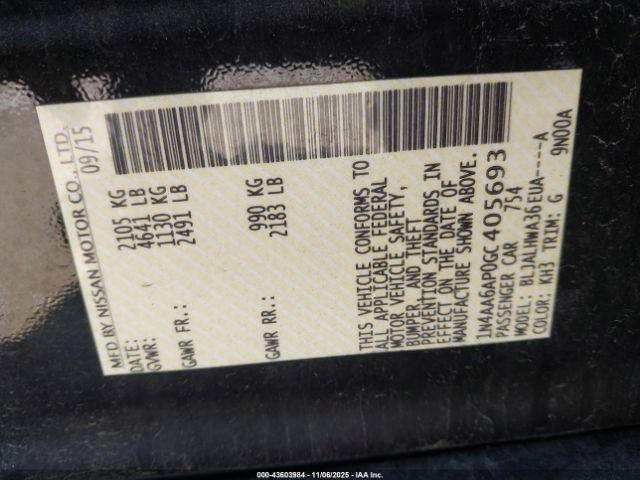 MFD BY NISSAN MOTOR CO., LTD.
DATE: 09/15
GVWR: 2105 KG
4641 LB
GAWR FR.: 1130 KG
2491 LB
GAWR RR.: 990 KG
2183 LB
THIS VEHICLE CONFORMS TO
ALL APPLICABLE FEDERAL
MOTOR VEHICLE SAFETY,
BUMPER, AND THEFT
PREVENTION STANDARDS IN
EFFECT ON THE DATE OF
MANUFACTURE SHOWN ABOVE.
1N4AA6AP0GC405693
PASSENGER CAR 754
MODEL: BLJALHWA36EUA----A
COLOR: KH3 TRIM: G 9N00A
000-43603984 - 11/06/2025 - IAA Inc.